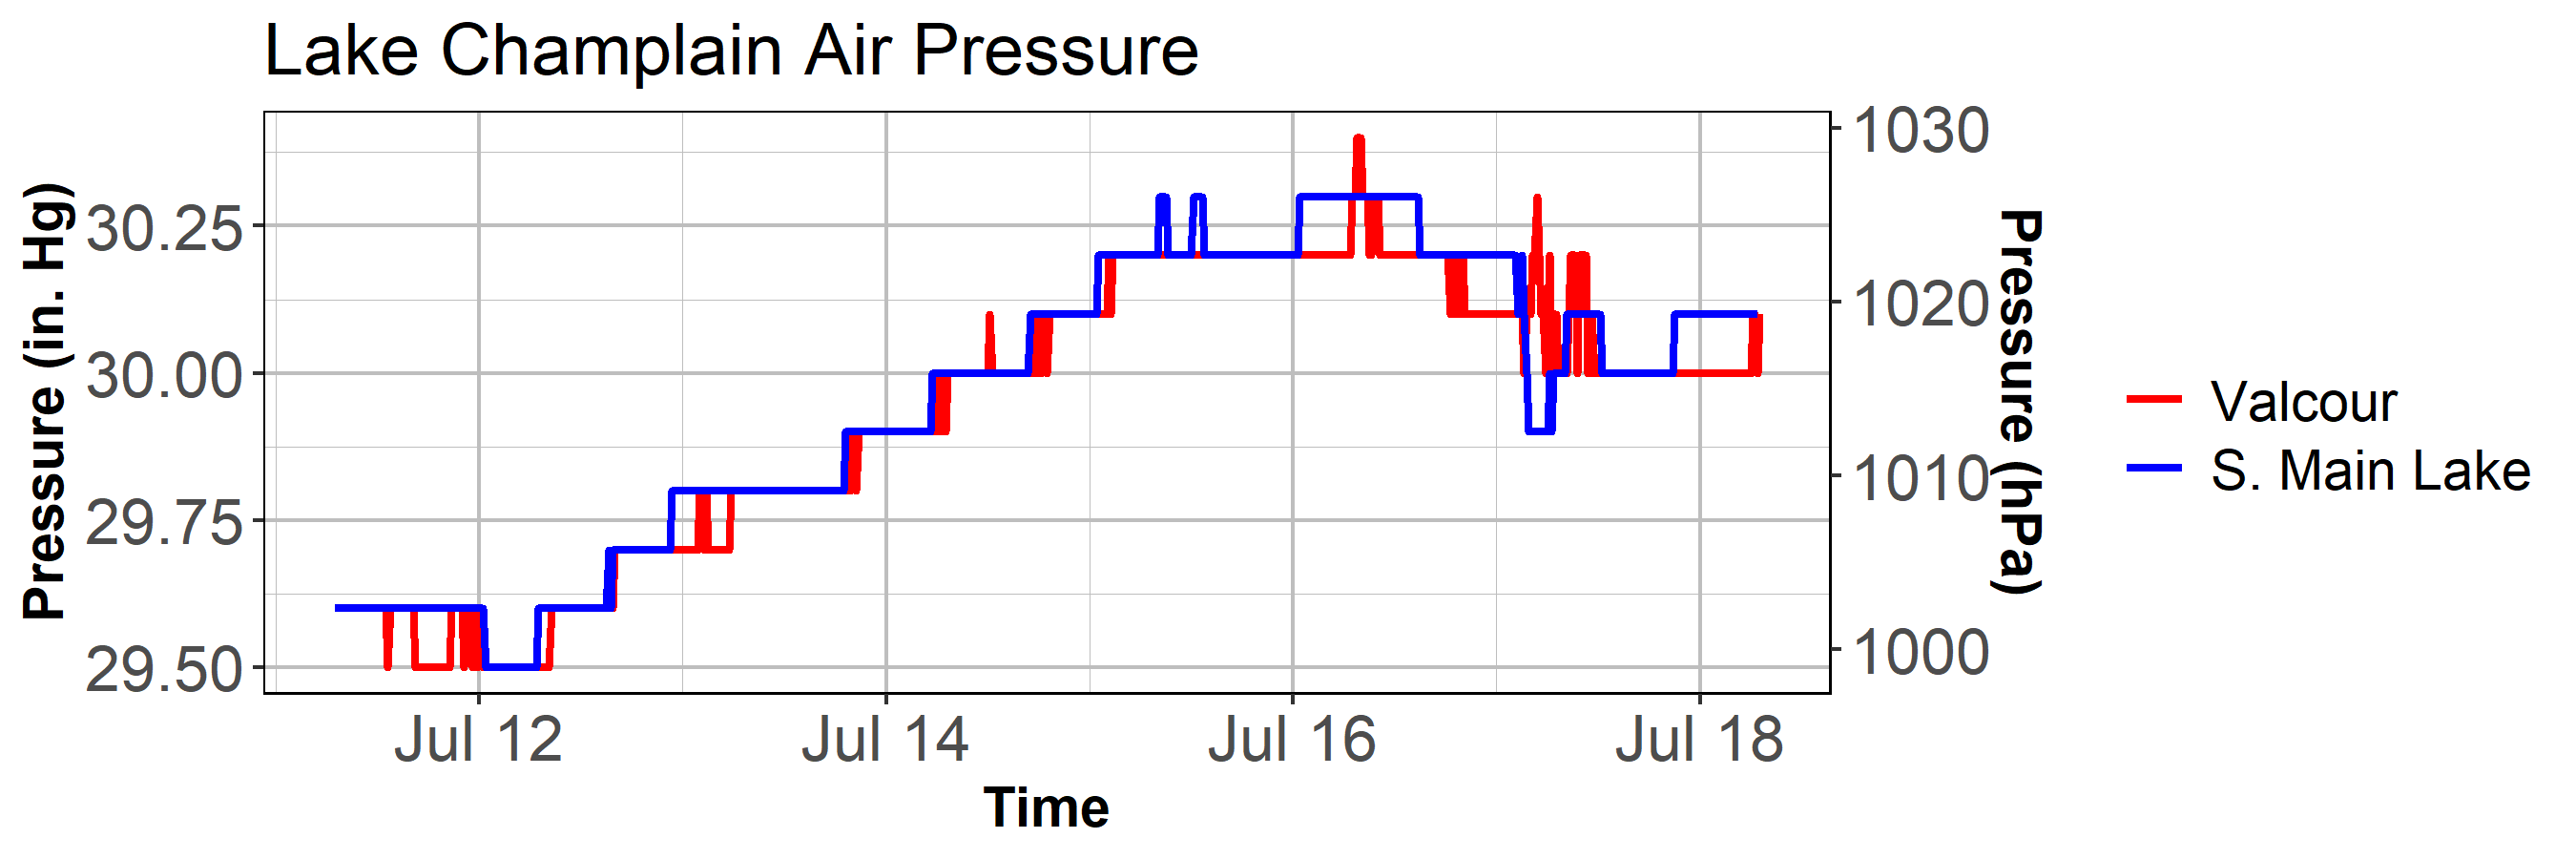 Lake Champlain Air Pressure
Pressure (in. Hg)
30.25
30.00
29.75
29.50
1030
1020
1010
1000
Pressure (hPa)
Jul 12
Jul 14
Jul 16
Jul 18
Time
Valcour
S. Main Lake